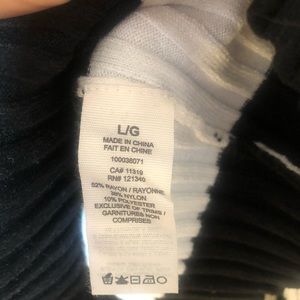 L/G
MADE IN CHINA
FAIT EN CHINE
100038071
CA# 11319
RN# 121340
52% RAYON / RAYONNE
38% NYLON
10% POLYESTER
EXCLUSIVE OF TRIMS /
GARNITURES NON
COMPRISES